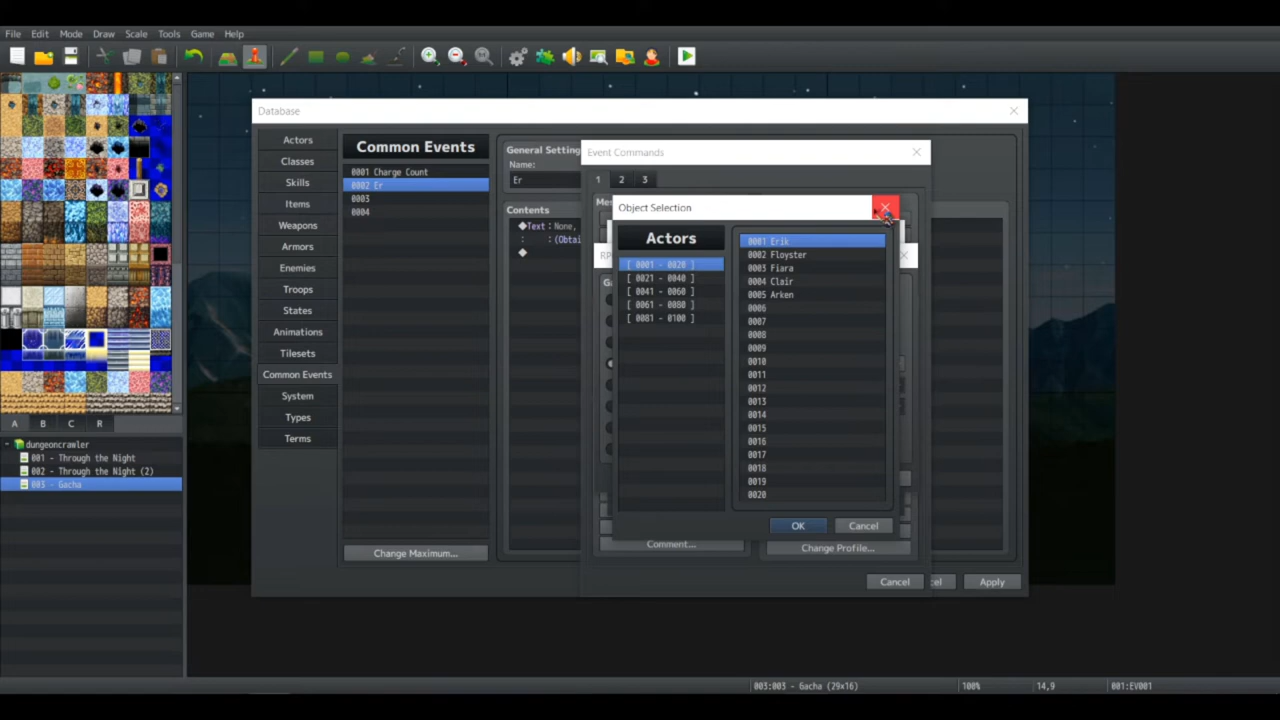 File Edit Mode Draw Scale Tools Game Help
Database
Actors
Classes
Skills
Items
Weapons
Armors
Enemies
Troops
States
Animations
Tilesets
Common Events
System
Types
Terms
Common Events
0001 Charge Count
0002 Er
0003
0004
Change Maximum...
General Setting
Name:
Er
Contents
◆Text : None,
: : (Obtai
◆
Event Commands
1 2 3
Object Selection
Actors
[ 0001 - 0020 ]
[ 0021 - 0040 ]
[ 0041 - 0060 ]
[ 0061 - 0080 ]
[ 0081 - 0100 ]
0001 Erik
0002 Floyster
0003 Fiara
0004 Clair
0005 Arken
0006
0007
0008
0009
0010
0011
0012
0013
0014
0015
0016
0017
0018
0019
0020
OK Cancel
Comment... Change Profile...
Cancel cel Apply
A B C R
dungeoncrawler
001 - Through the Night
002 - Through the Night (2)
003 - Gacha
003:003 - Gacha (29x16) 100% 14,9 001:EV001